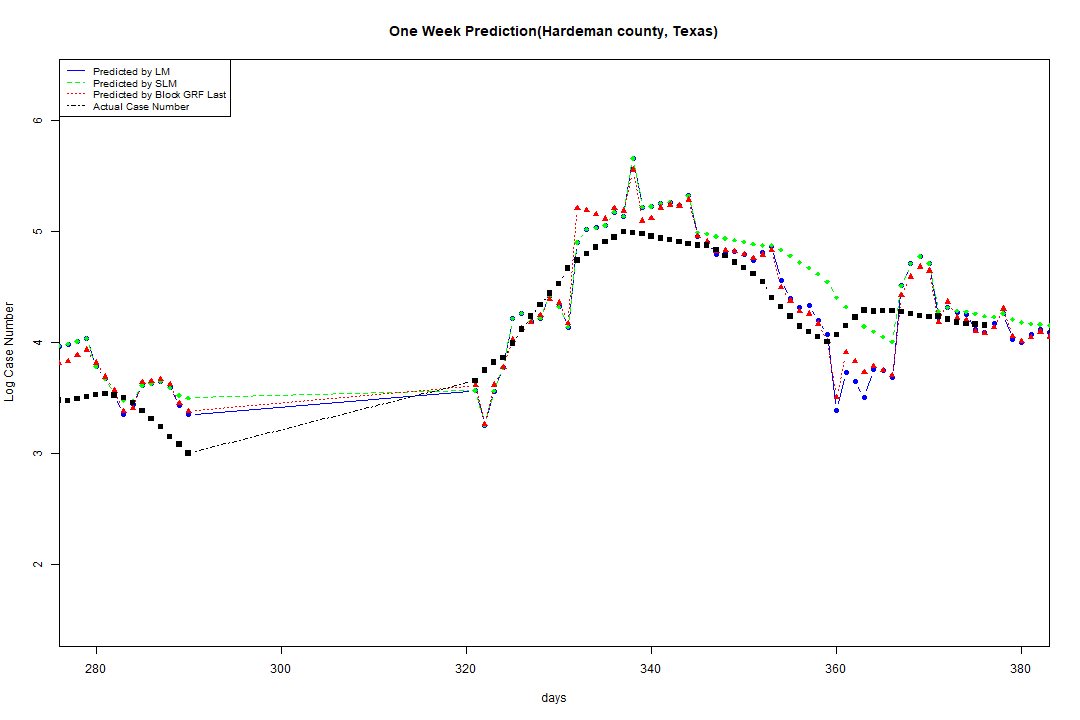 One Week Prediction(Hardeman county, Texas)
Predicted by LM
Predicted by SLM
Predicted by Block GRF Last
Actual Case Number
Log Case Number
6
5
4
3
2
280 300 320 340 360 380
days